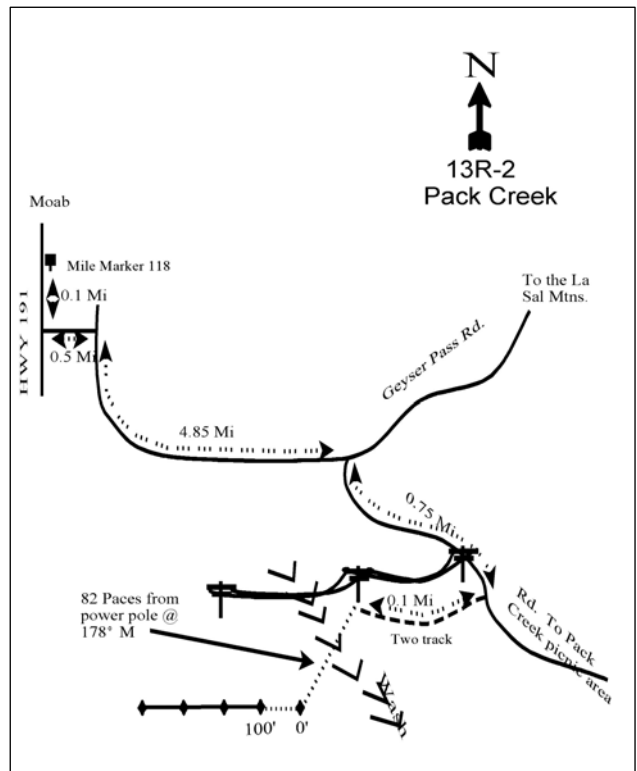 N
13R-2
Pack Creek
Moab
Mile Marker 118
0.1 Mi
HWY 191
0.5 Mi
To the La
Sal Mtns.
Geyser Pass Rd.
4.85 Mi
0.75 Mi
0.1 Mi
Two track
Rd. To Pack
Creek picnic area
82 Paces from
power pole @
178° M
Wash
100'
0'